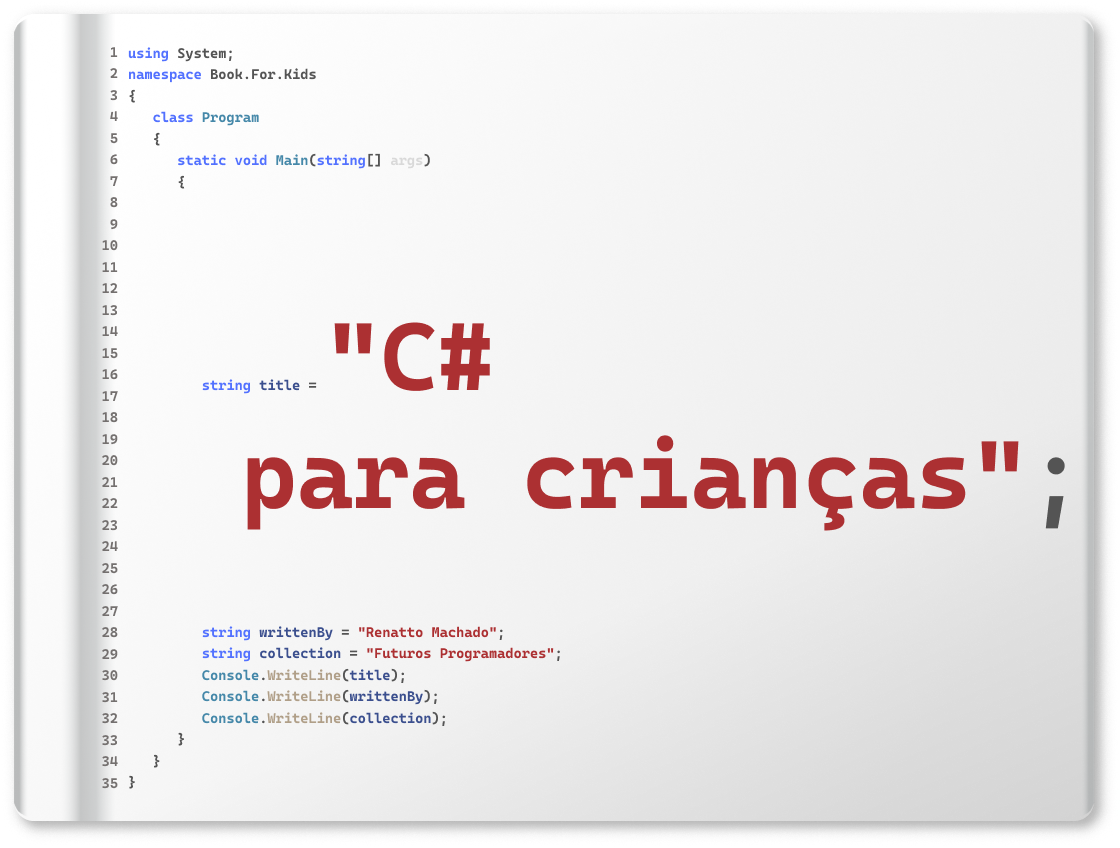 1 using System;
2 namespace Book.For.Kids
3 {
4 class Program
5 {
6 static void Main(string[] args)
7 {
8
9
10
11
12
13
14
15
16 string title = "C#
17
18
19
20
21 para crianças";
22
23
24
25
26
27
28 string writtenBy = "Renatto Machado";
29 string collection = "Futuros Programadores";
30 Console.WriteLine(title);
31 Console.WriteLine(writtenBy);
32 Console.WriteLine(collection);
33 }
34 }
35 }